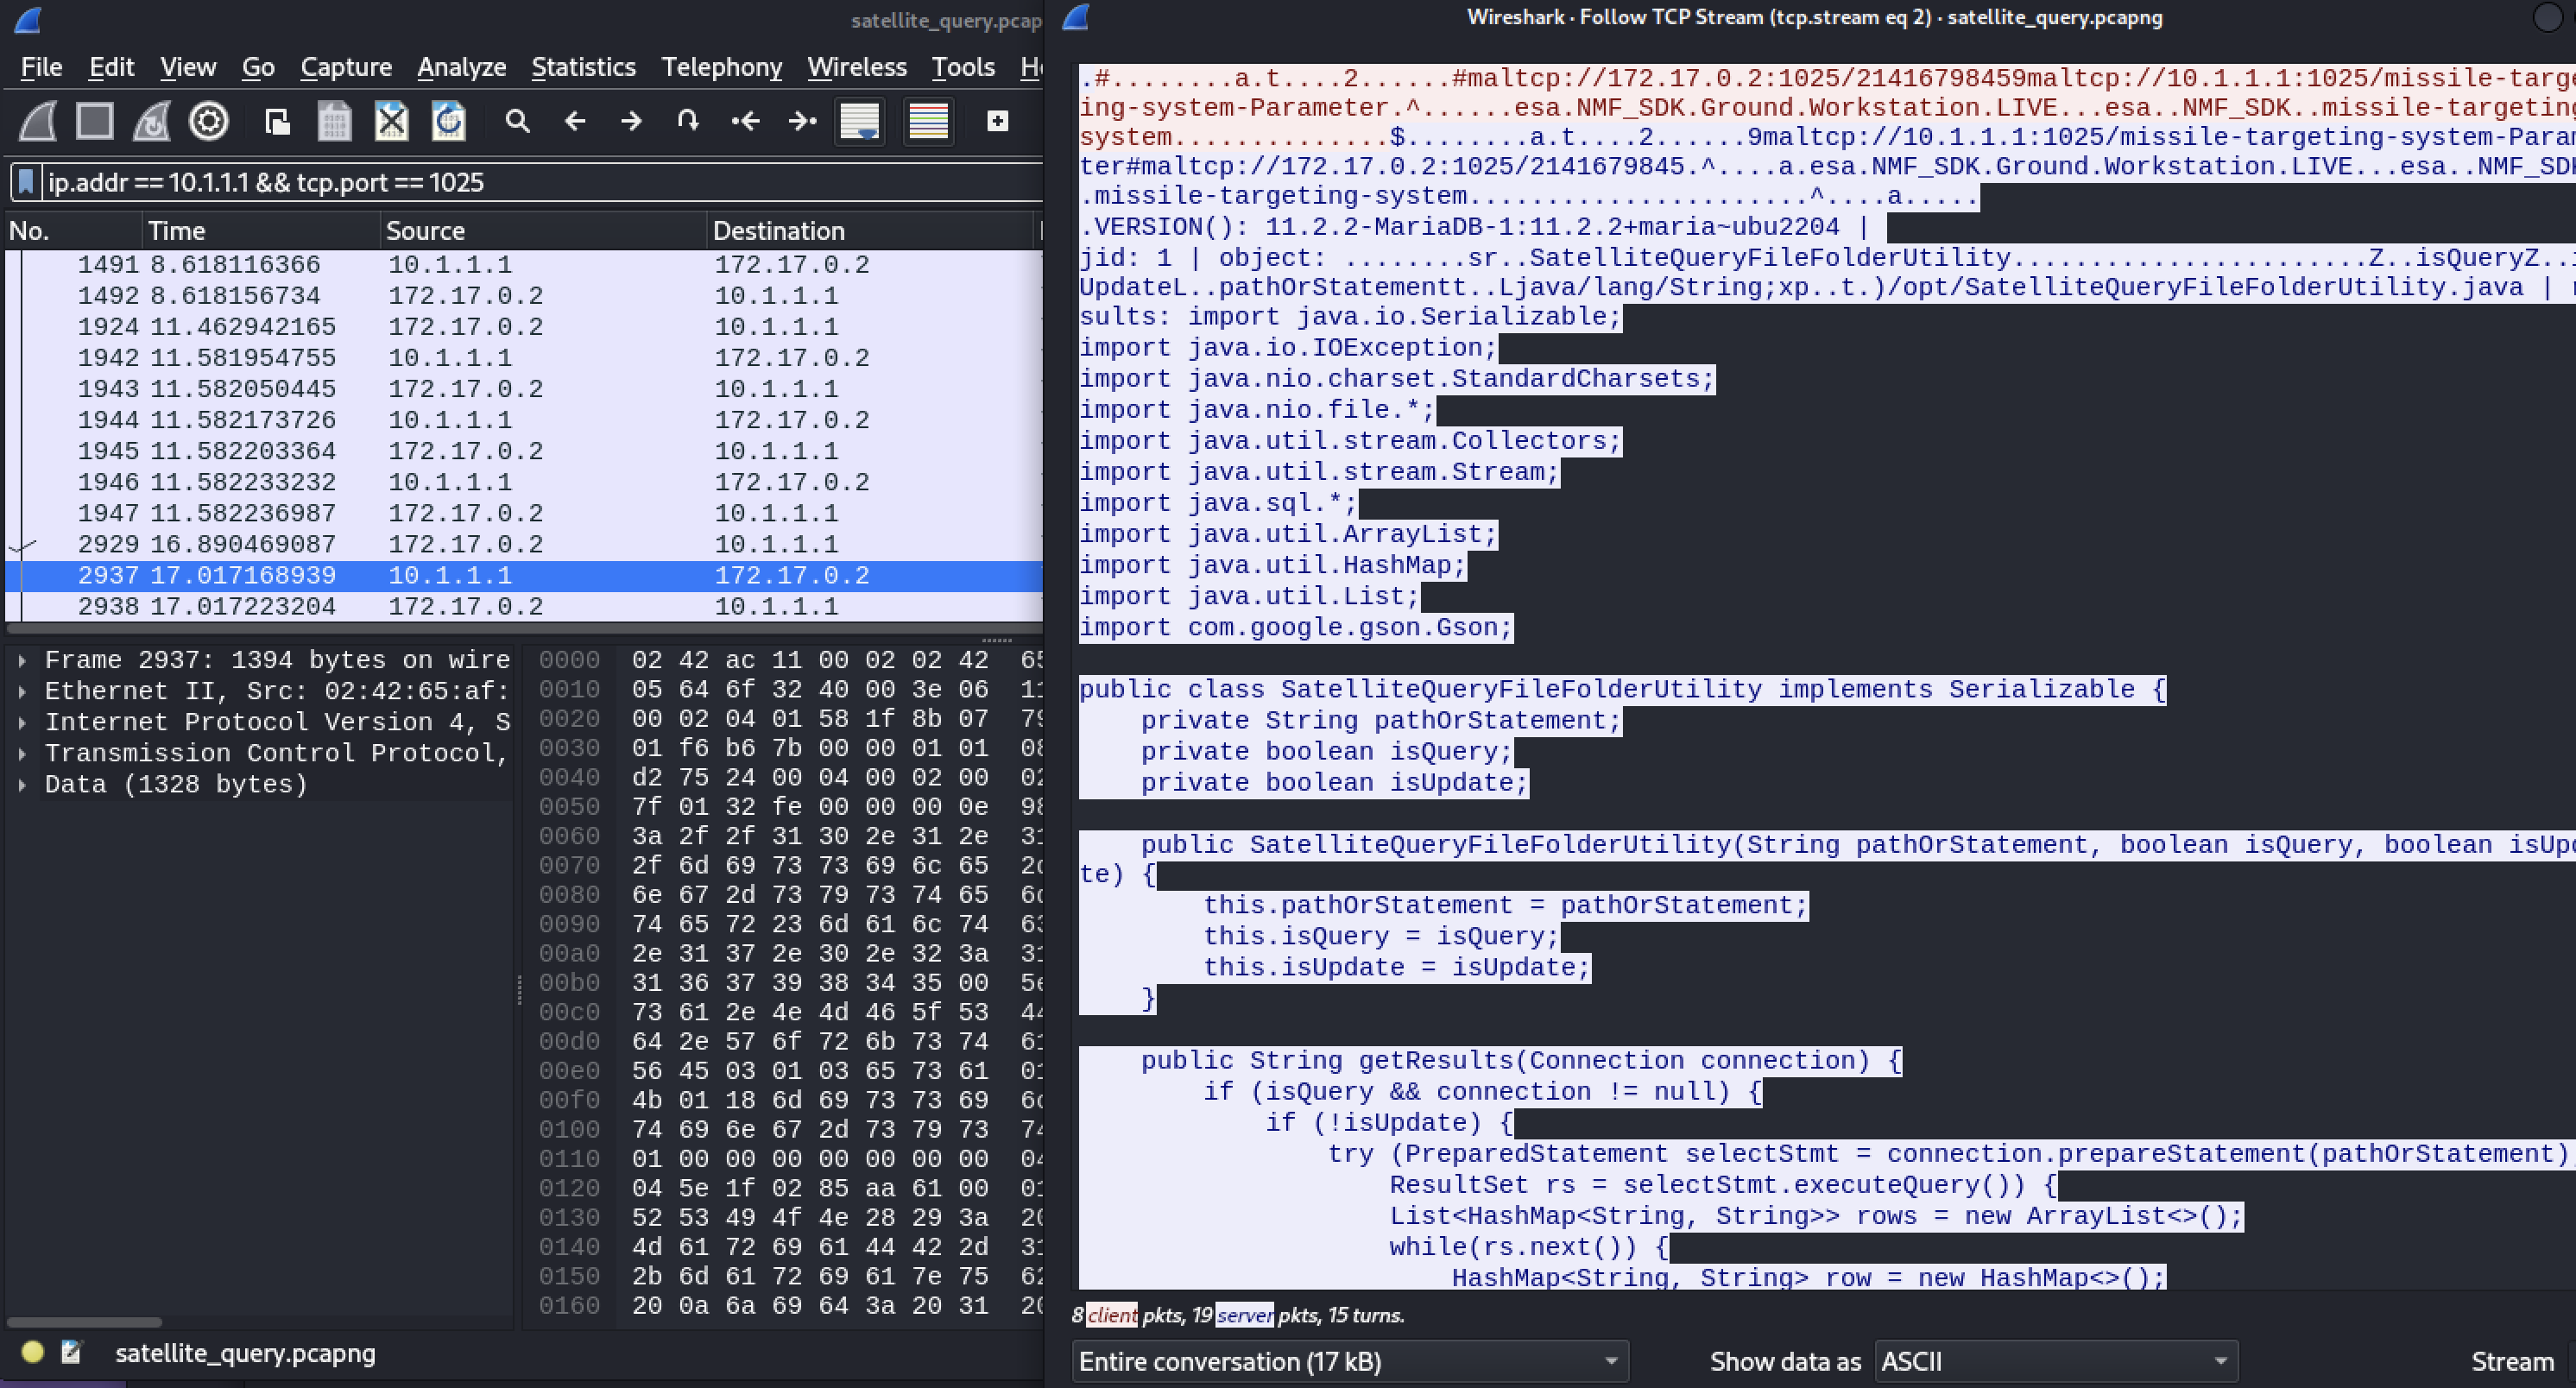 satellite_query.pcap
File Edit View Go Capture Analyze Statistics Telephony Wireless Tools
ip.addr == 10.1.1.1 && tcp.port == 1025
No. Time Source Destination
1491 8.618116366 10.1.1.1 172.17.0.2
1492 8.618156734 172.17.0.2 10.1.1.1
1924 11.462942165 172.17.0.2 10.1.1.1
1942 11.581954755 10.1.1.1 172.17.0.2
1943 11.582050445 172.17.0.2 10.1.1.1
1944 11.582173726 10.1.1.1 172.17.0.2
1945 11.582203364 172.17.0.2 10.1.1.1
1946 11.582233232 10.1.1.1 172.17.0.2
1947 11.582236987 172.17.0.2 10.1.1.1
2929 16.890469087 172.17.0.2 10.1.1.1
2937 17.017168939 10.1.1.1 172.17.0.2
2938 17.017223204 172.17.0.2 10.1.1.1
Frame 2937: 1394 bytes on wire
Ethernet II, Src: 02:42:65:af:
Internet Protocol Version 4, S
Transmission Control Protocol,
Data (1328 bytes)
0000 02 42 ac 11 00 02 02 42 65
0010 05 64 6f 32 40 00 3e 06 11
0020 00 02 04 01 58 1f 8b 07 79
0030 01 f6 b6 7b 00 00 01 01 08
0040 d2 75 24 00 04 00 02 00 02
0050 7f 01 32 fe 00 00 00 0e 98
0060 3a 2f 2f 31 30 2e 31 2e 31
0070 2f 6d 69 73 73 69 6c 65 2d
0080 6e 67 2d 73 79 73 74 65 6d
0090 74 65 72 23 6d 61 6c 74 63
00a0 2e 31 37 2e 30 2e 32 3a 31
00b0 31 36 37 39 38 34 35 00 5e
00c0 73 61 2e 4e 4d 46 5f 53 44
00d0 64 2e 57 6f 72 6b 73 74 61
00e0 56 45 03 01 03 65 73 61 01
00f0 4b 01 18 6d 69 73 73 69 6c
0100 74 69 6e 67 2d 73 79 73 74
0110 01 00 00 00 00 00 00 00 04
0120 04 5e 1f 02 85 aa 61 00 01
0130 52 53 49 4f 4e 28 29 3a 20
0140 4d 61 72 69 61 44 42 2d 31
0150 2b 6d 61 72 69 61 7e 75 62
0160 20 0a 6a 69 64 3a 20 31 20
satellite_query.pcapng
Wireshark · Follow TCP Stream (tcp.stream eq 2) · satellite_query.pcapng
.#........a.t....2......#maltcp://172.17.0.2:1025/21416798459maltcp://10.1.1.1:1025/missile-targe
ing-system-Parameter.^......esa.NMF_SDK.Ground.Workstation.LIVE...esa..NMF_SDK..missile-targeting
system..............$........a.t....2......9maltcp://10.1.1.1:1025/missile-targeting-system-Param
ter#maltcp://172.17.0.2:1025/2141679845.^....a.esa.NMF_SDK.Ground.Workstation.LIVE...esa..NMF_SDK
.missile-targeting-system......................^....a.....
.VERSION(): 11.2.2-MariaDB-1:11.2.2+maria~ubu2204 |
jid: 1 | object: ........sr..SatelliteQueryFileFolderUtility.......................Z..isQueryZ..i
UpdateL..pathOrStatementt..Ljava/lang/String;xp..t.)/opt/SatelliteQueryFileFolderUtility.java | r
sults: import java.io.Serializable;
import java.io.IOException;
import java.nio.charset.StandardCharsets;
import java.nio.file.*;
import java.util.stream.Collectors;
import java.util.stream.Stream;
import java.sql.*;
import java.util.ArrayList;
import java.util.HashMap;
import java.util.List;
import com.google.gson.Gson;
public class SatelliteQueryFileFolderUtility implements Serializable {
private String pathOrStatement;
private boolean isQuery;
private boolean isUpdate;
public SatelliteQueryFileFolderUtility(String pathOrStatement, boolean isQuery, boolean isUpd
te) {
this.pathOrStatement = pathOrStatement;
this.isQuery = isQuery;
this.isUpdate = isUpdate;
}
public String getResults(Connection connection) {
if (isQuery && connection != null) {
if (!isUpdate) {
try (PreparedStatement selectStmt = connection.prepareStatement(pathOrStatement)
ResultSet rs = selectStmt.executeQuery()) {
List<HashMap<String, String>> rows = new ArrayList<>();
while(rs.next()) {
HashMap<String, String> row = new HashMap<>();
8 client pkts, 19 server pkts, 15 turns.
Entire conversation (17 kB) Show data as ASCII Stream